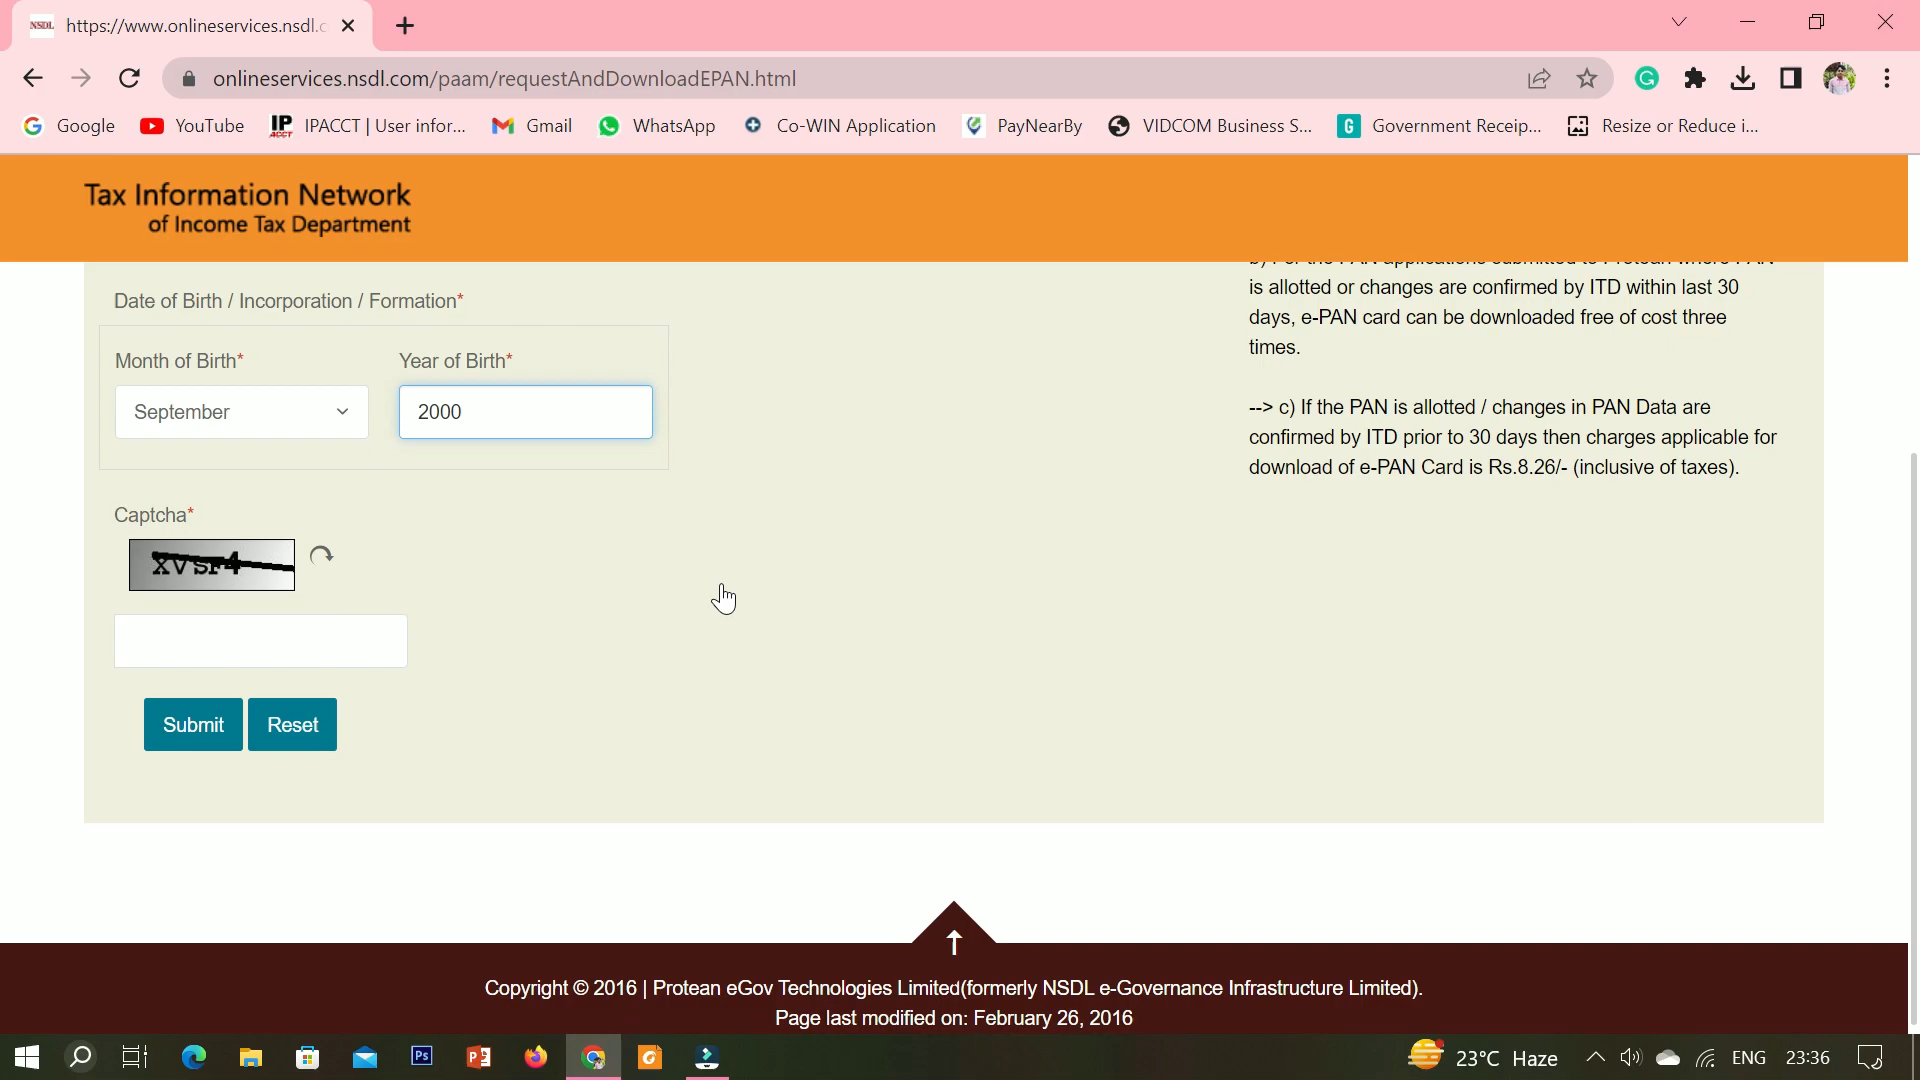 NSDL https://www.onlineservices.nsdl.c
onlineservices.nsdl.com/paam/requestAndDownloadEPAN.html
Google YouTube IPACCT | User infor... Gmail WhatsApp Co-WIN Application PayNearBy VIDCOM Business S... Government Receip... Resize or Reduce i...
Tax Information Network
of Income Tax Department
Date of Birth / Incorporation / Formation*
Month of Birth* Year of Birth*
September 2000
Captcha*
Submit Reset
is allotted or changes are confirmed by ITD within last 30
days, e-PAN card can be downloaded free of cost three
times.
--> c) If the PAN is allotted / changes in PAN Data are
confirmed by ITD prior to 30 days then charges applicable for
download of e-PAN Card is Rs.8.26/- (inclusive of taxes).
Copyright © 2016 | Protean eGov Technologies Limited(formerly NSDL e-Governance Infrastructure Limited).
Page last modified on: February 26, 2016
23°C Haze ENG 23:36